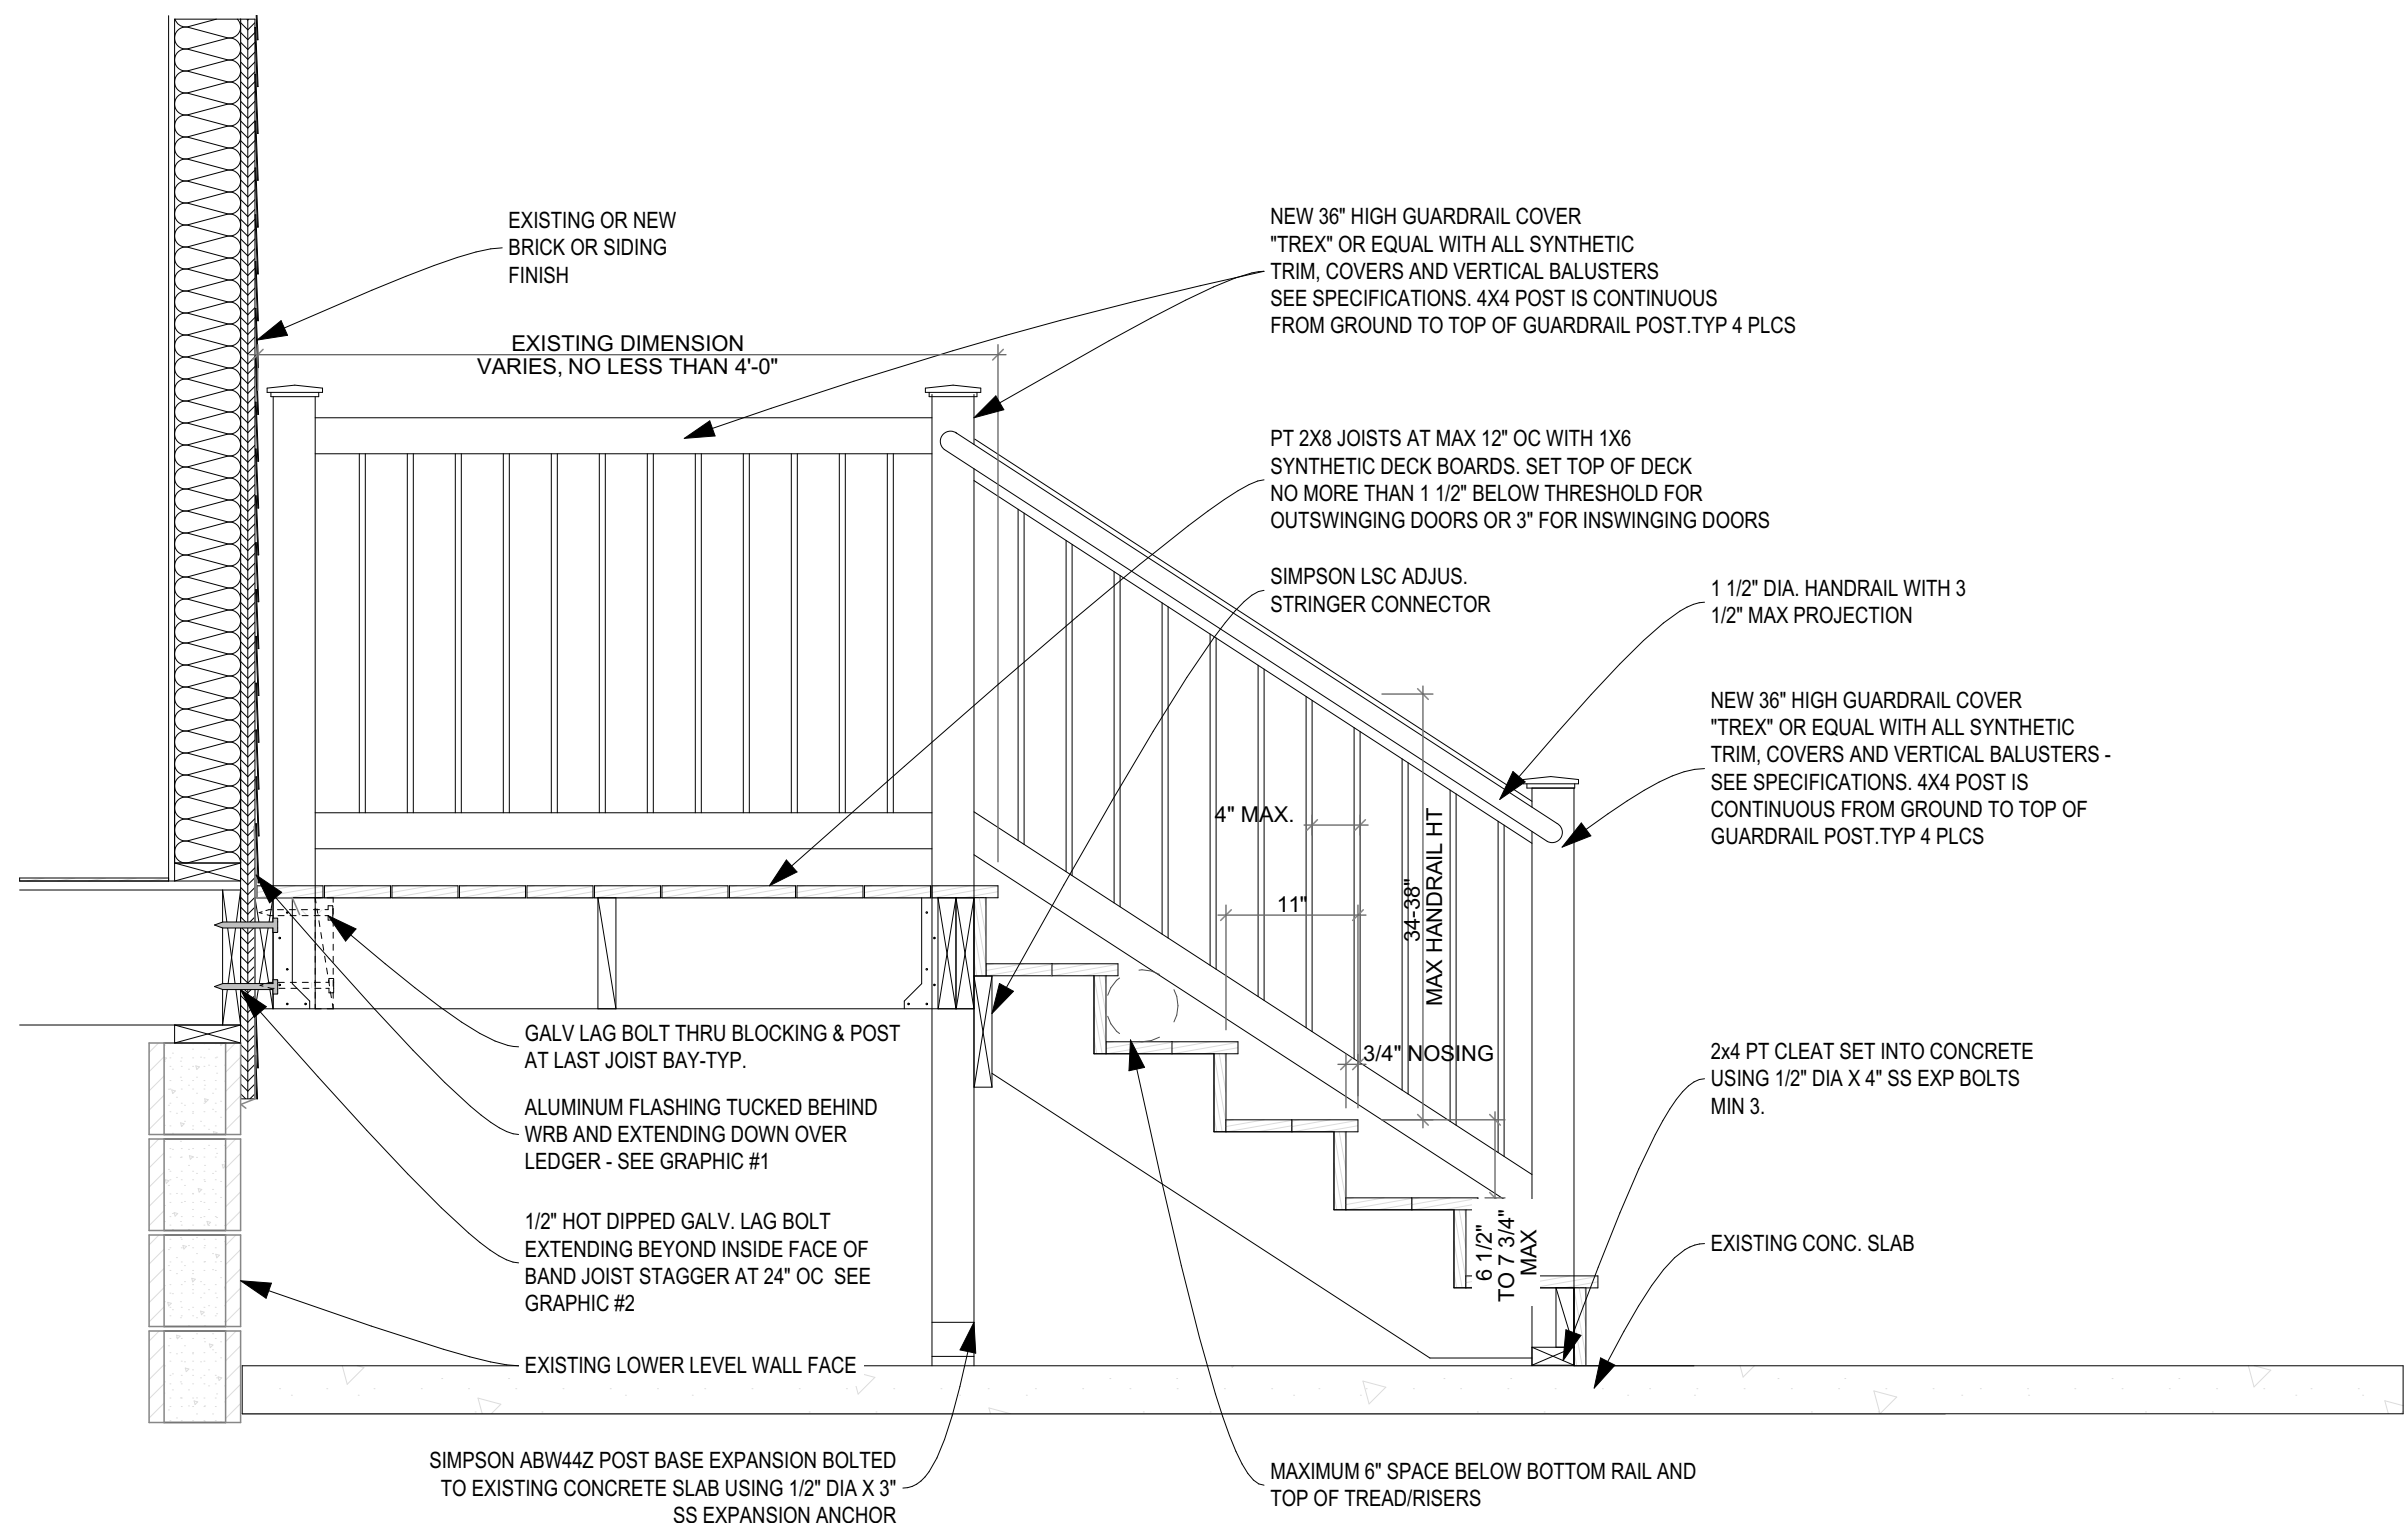 EXISTING OR NEW
BRICK OR SIDING
FINISH
EXISTING DIMENSION
VARIES, NO LESS THAN 4'-0"
NEW 36" HIGH GUARDRAIL COVER
"TREX" OR EQUAL WITH ALL SYNTHETIC
TRIM, COVERS AND VERTICAL BALUSTERS
SEE SPECIFICATIONS. 4X4 POST IS CONTINUOUS
FROM GROUND TO TOP OF GUARDRAIL POST.TYP 4 PLCS
PT 2X8 JOISTS AT MAX 12" OC WITH 1X6
SYNTHETIC DECK BOARDS. SET TOP OF DECK
NO MORE THAN 1 1/2" BELOW THRESHOLD FOR
OUTSWINGING DOORS OR 3" FOR INSWINGING DOORS
SIMPSON LSC ADJUS.
STRINGER CONNECTOR
1 1/2" DIA. HANDRAIL WITH 3
1/2" MAX PROJECTION
NEW 36" HIGH GUARDRAIL COVER
"TREX" OR EQUAL WITH ALL SYNTHETIC
TRIM, COVERS AND VERTICAL BALUSTERS -
SEE SPECIFICATIONS. 4X4 POST IS
CONTINUOUS FROM GROUND TO TOP OF
GUARDRAIL POST.TYP 4 PLCS
4" MAX.
11"
34-38"
MAX HANDRAIL HT
3/4" NOSING
6 1/2"
TO 7 3/4"
MAX
GALV LAG BOLT THRU BLOCKING & POST
AT LAST JOIST BAY-TYP.
ALUMINUM FLASHING TUCKED BEHIND
WRB AND EXTENDING DOWN OVER
LEDGER - SEE GRAPHIC #1
1/2" HOT DIPPED GALV. LAG BOLT
EXTENDING BEYOND INSIDE FACE OF
BAND JOIST STAGGER AT 24" OC SEE
GRAPHIC #2
EXISTING LOWER LEVEL WALL FACE
2x4 PT CLEAT SET INTO CONCRETE
USING 1/2" DIA X 4" SS EXP BOLTS
MIN 3.
EXISTING CONC. SLAB
SIMPSON ABW44Z POST BASE EXPANSION BOLTED
TO EXISTING CONCRETE SLAB USING 1/2" DIA X 3"
SS EXPANSION ANCHOR
MAXIMUM 6" SPACE BELOW BOTTOM RAIL AND
TOP OF TREAD/RISERS